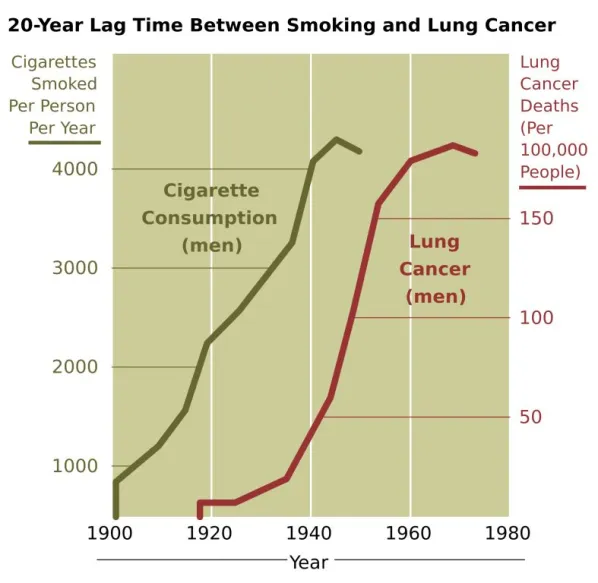 20-Year Lag Time Between Smoking and Lung Cancer
Cigarettes
Smoked
Per Person
Per Year
Lung
Cancer
Deaths
(Per
100,000
People)
4000
3000
2000
1000
Cigarette
Consumption
(men)
Lung
Cancer
(men)
150
100
50
1900 1920 1940 1960 1980
Year